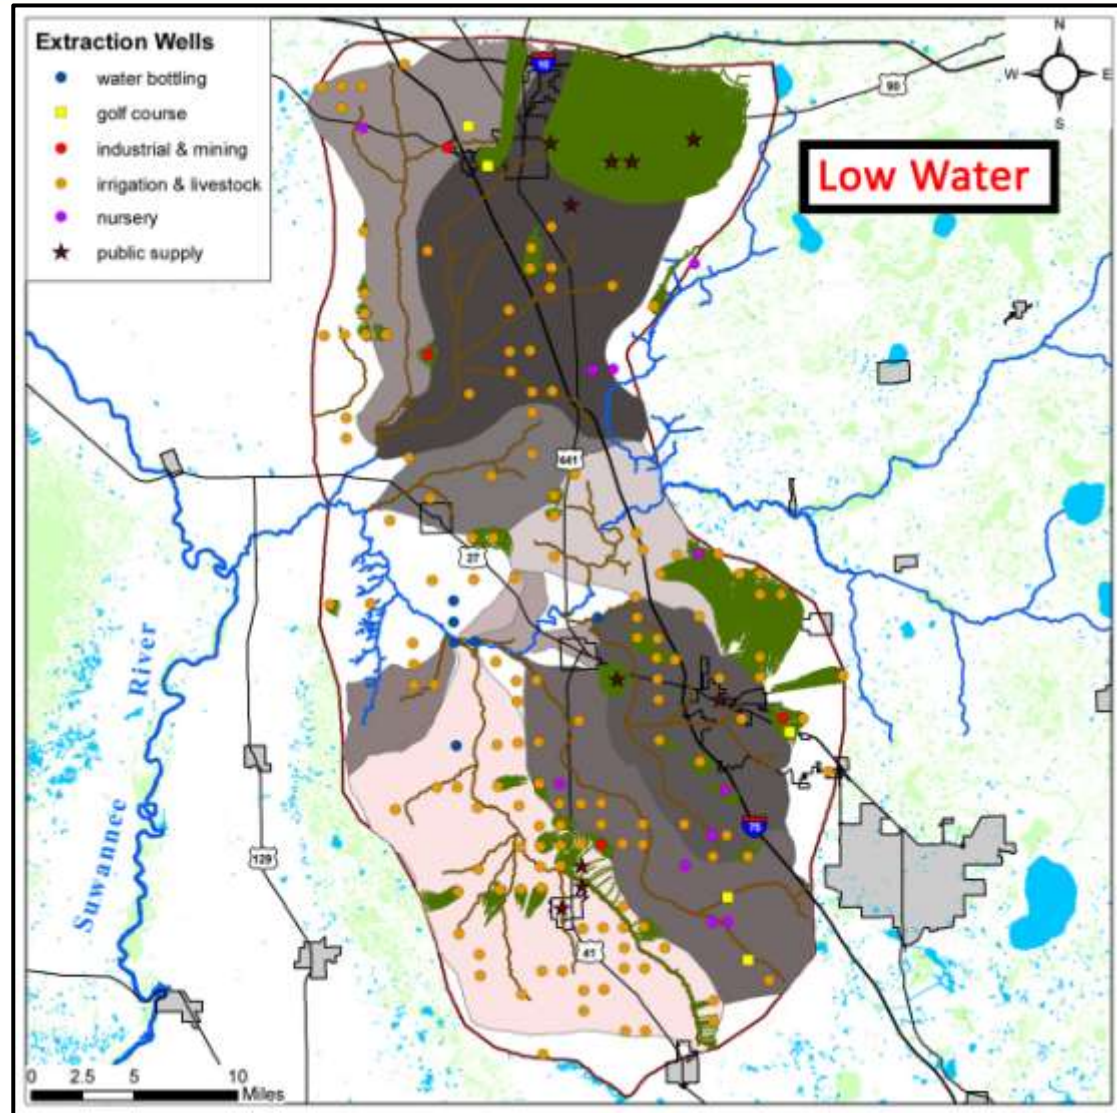 Extraction Wells
water bottling
golf course
industrial & mining
irrigation & livestock
nursery
public supply
N
W
E
S
10
90
Low Water
441
27
Suwannee
River
129
75
41
0 2.5 5 10
Miles